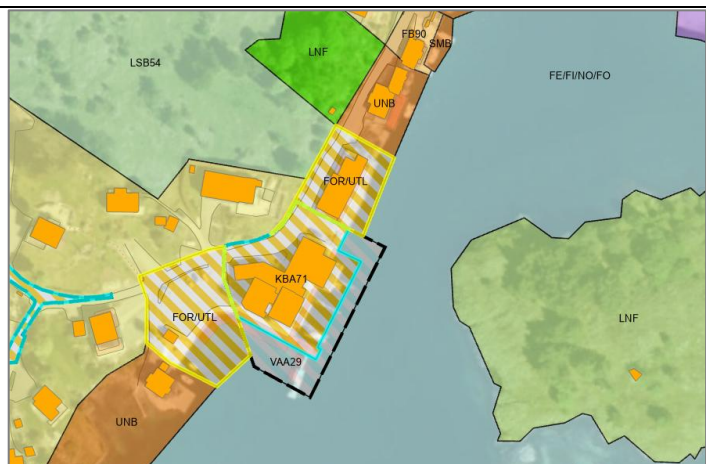 FB90
SMB
LNF
LSB54
FE/FI/NO/FO
UNB
FOR/UTL
KBA71
FOR/UTL
LNF
VAA29
UNB